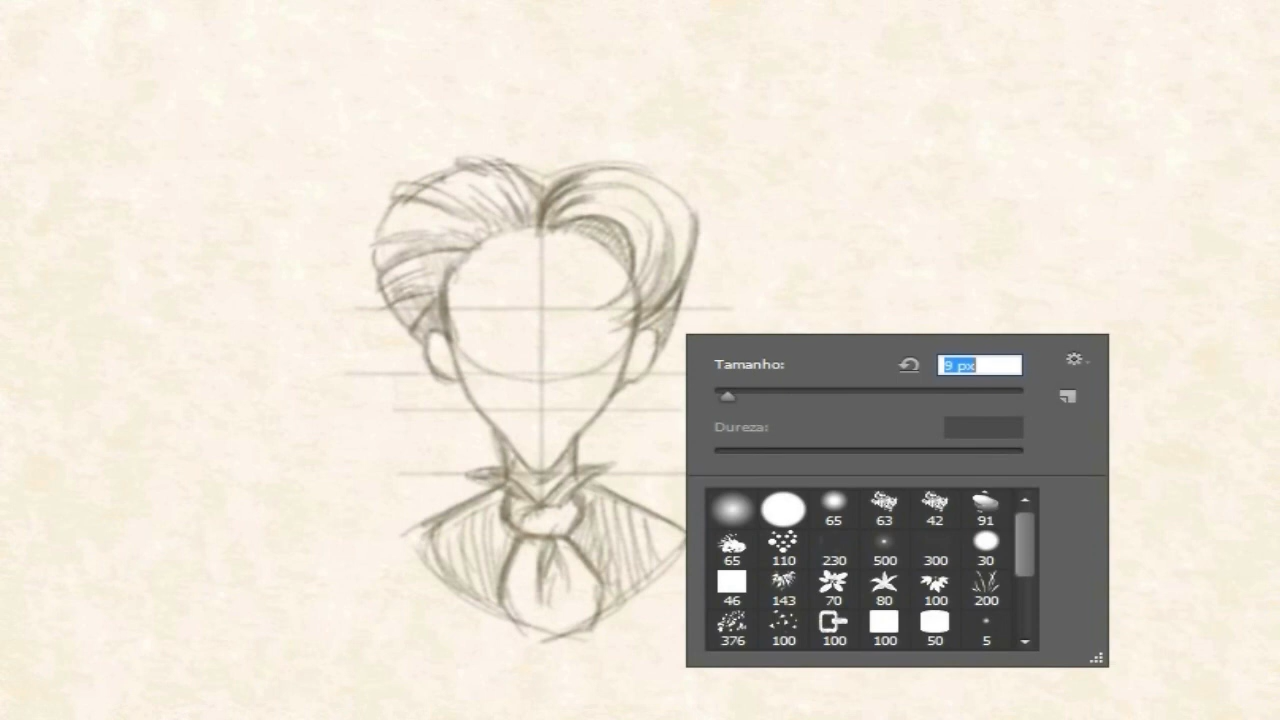 Tamanho:
9 px
Dureza:
65 63 42 91
65 110 230 500 300 30
46 143 70 80 100 200
376 100 100 100 50 5